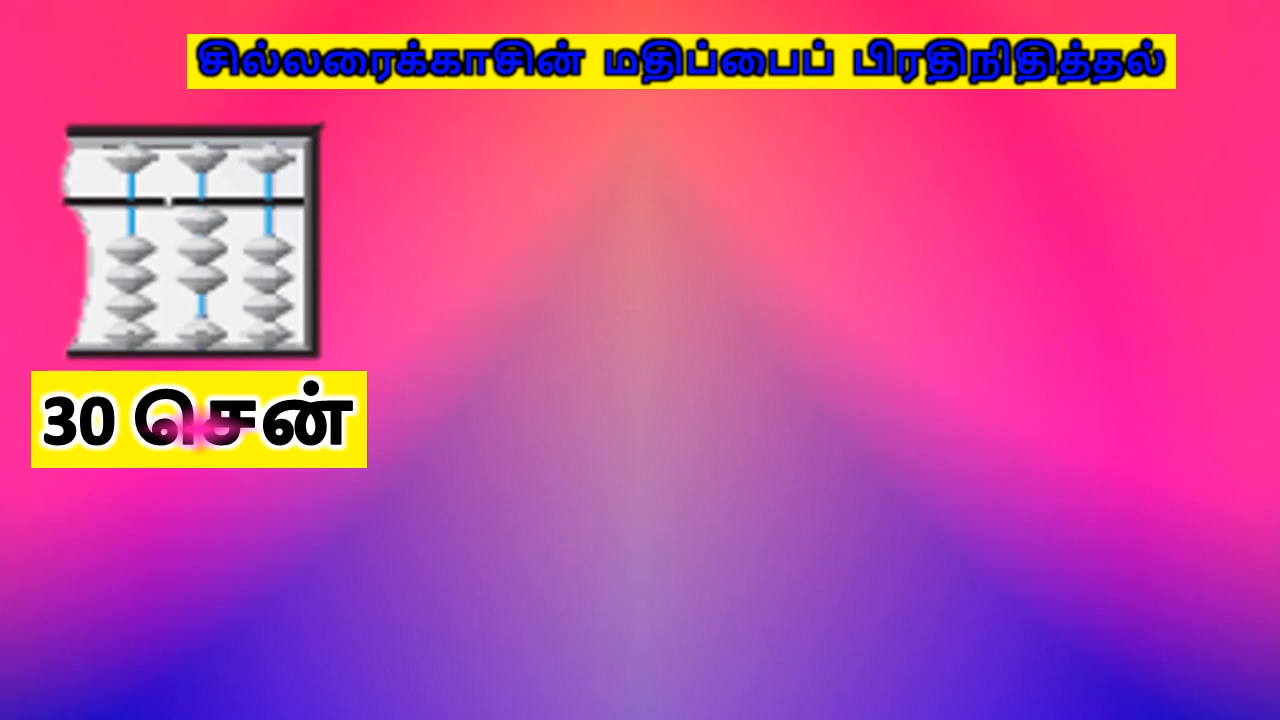 சில்லரைக்காசின் மதிப்பைப் பிரதிநிதித்தல்
30 சென்